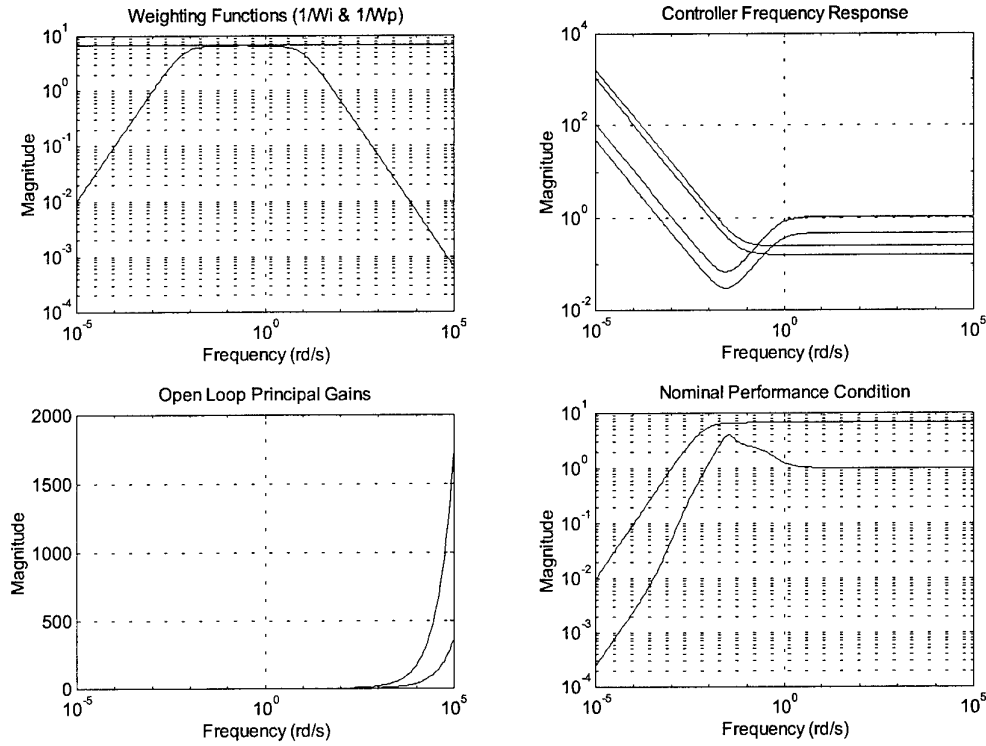 Weighting Functions (1/Wi & 1/Wp)
Magnitude
10^1
10^0
10^-1
10^-2
10^-3
10^-4
10^-5
10^0
10^5
Frequency (rd/s)
Controller Frequency Response
Magnitude
10^4
10^2
10^0
10^-2
10^-5
10^0
10^5
Frequency (rd/s)
Open Loop Principal Gains
Magnitude
2000
1500
1000
500
0
10^-5
10^0
10^5
Frequency (rd/s)
Nominal Performance Condition
Magnitude
10^1
10^0
10^-1
10^-2
10^-3
10^-4
10^-5
10^0
10^5
Frequency (rd/s)